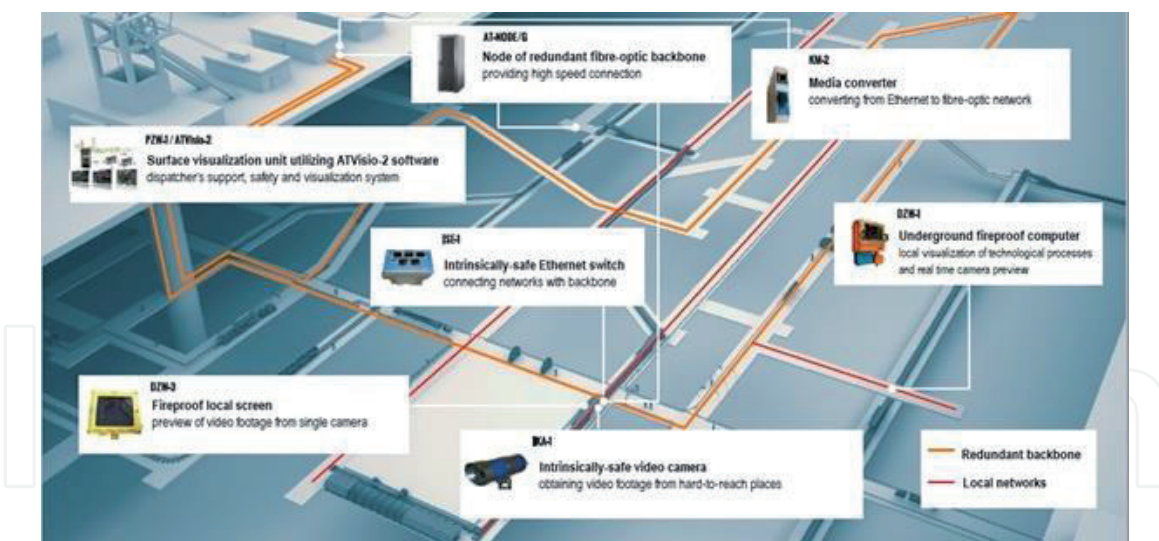 AT-NODE/G
Node of redundant fibre-optic backbone
providing high speed connection
KM-2
Media converter
converting from Ethernet to fibre-optic network
PZW-1 / ATVisio-2
Surface visualization unit utilizing ATVisio-2 software
dispatcher's support, safety and visualization system
DZW-1
Underground fireproof computer
local visualization of technological processes
and real time camera preview
Intrinsically-safe Ethernet switch
connecting networks with backbone
DZW-3
Fireproof local screen
preview of video footage from single camera
Intrinsically-safe video camera
obtaining video footage from hard-to-reach places
Redundant backbone
Local networks